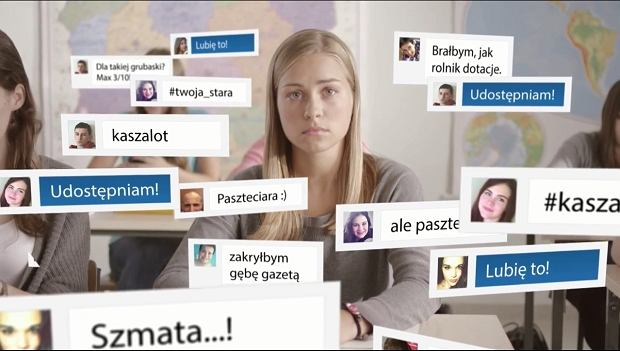 Lubię to!
Brałbym, jak
rolnik dotacje.
Dla takiej grubaski?
Max 3/10!
#twoja_stara
Udostępniam!
kaszalot
Udostępniam!
Paszteciara :)
ale paszte
#kasza
zakryłbym
gębę gazetą
Lubię to!
Szmata...!